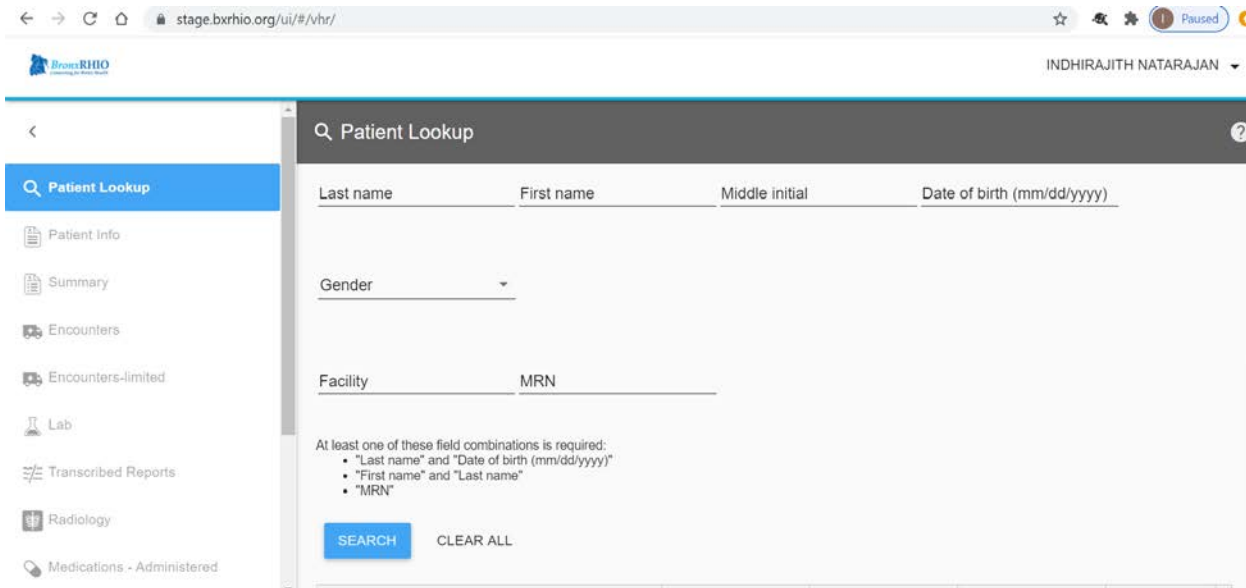 stage.bxrhio.org/ui/#/vhr/
I
Paused
BronxRHIO
INDHIRAJITH NATARAJAN
Patient Lookup
?
Patient Lookup
Last name First name Middle initial Date of birth (mm/dd/yyyy)
Patient Info
Summary
Gender
Encounters
Encounters-limited
Facility MRN
Lab
At least one of these field combinations is required:
• "Last name" and "Date of birth (mm/dd/yyyy)"
• "First name" and "Last name"
• "MRN"
Transcribed Reports
Radiology
SEARCH CLEAR ALL
Medications - Administered